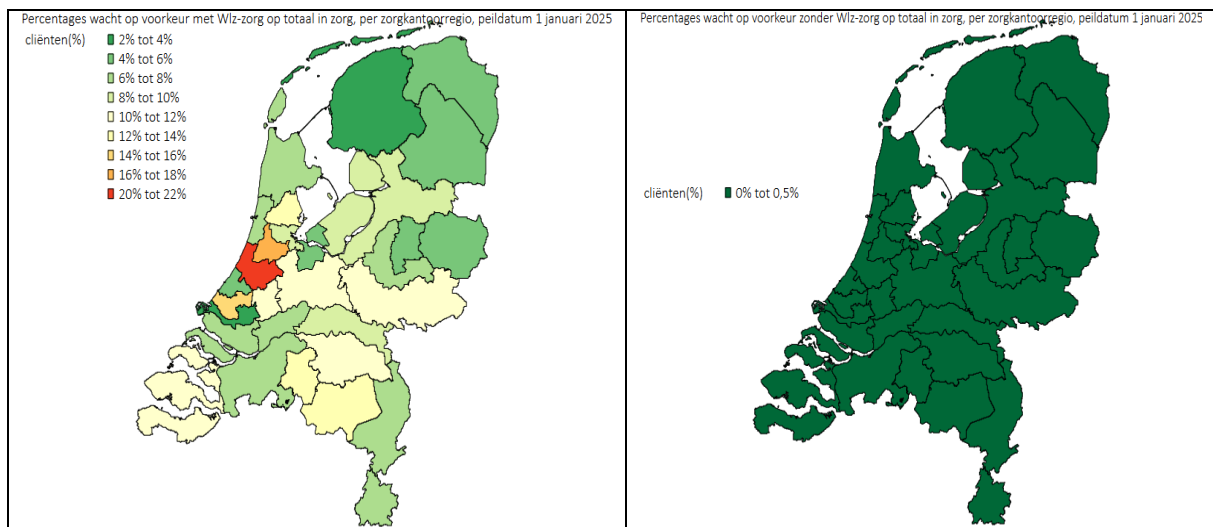 Percentages wacht op voorkeur met Wlz-zorg op totaal in zorg, per zorgkantoorregio, peildatum 1 januari 2025
cliënten(%)
2% tot 4%
4% tot 6%
6% tot 8%
8% tot 10%
10% tot 12%
12% tot 14%
14% tot 16%
16% tot 18%
20% tot 22%
Percentages wacht op voorkeur zonder Wlz-zorg op totaal in zorg, per zorgkantoorregio, peildatum 1 januari 2025
cliënten(%)
0% tot 0,5%